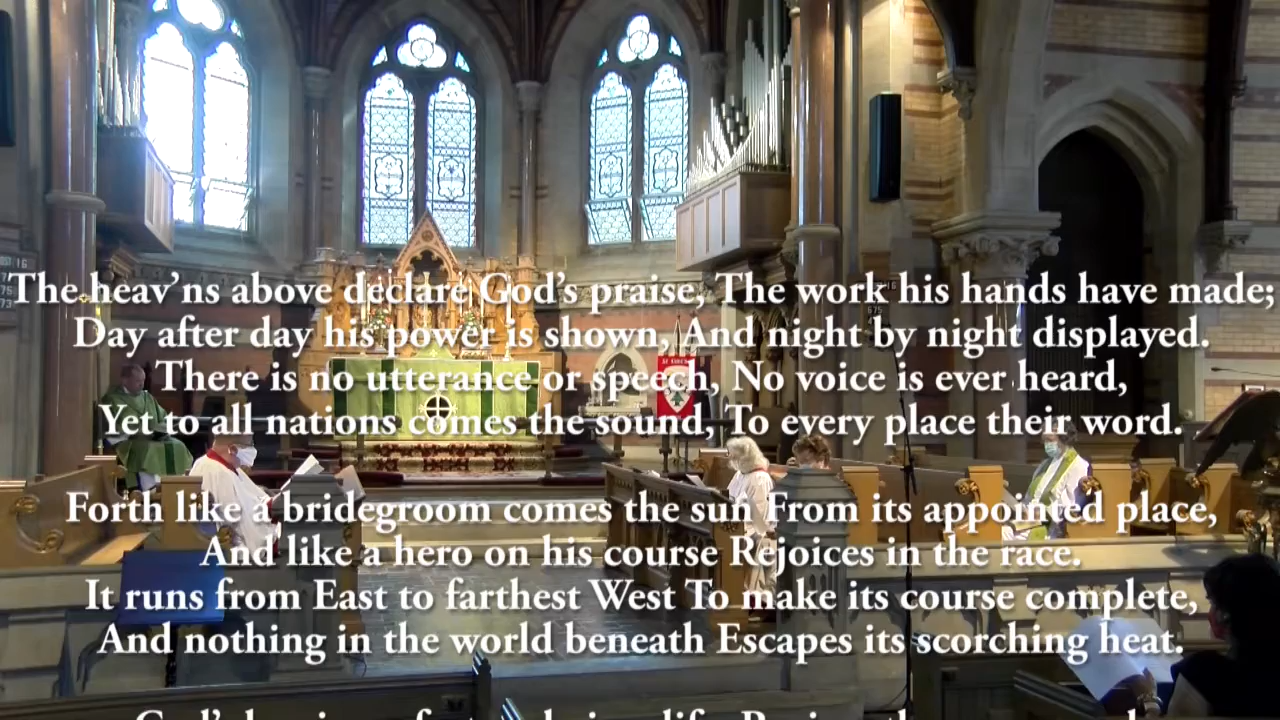 The heav’ns above declare God’s praise, The work his hands have made;
Day after day his power is shown, And night by night displayed.
There is no utterance or speech, No voice is ever heard,
Yet to all nations comes the sound, To every place their word.
Forth like a bridegroom comes the sun From its appointed place,
And like a hero on his course Rejoices in the race.
It runs from East to farthest West To make its course complete,
And nothing in the world beneath Escapes its scorching heat.